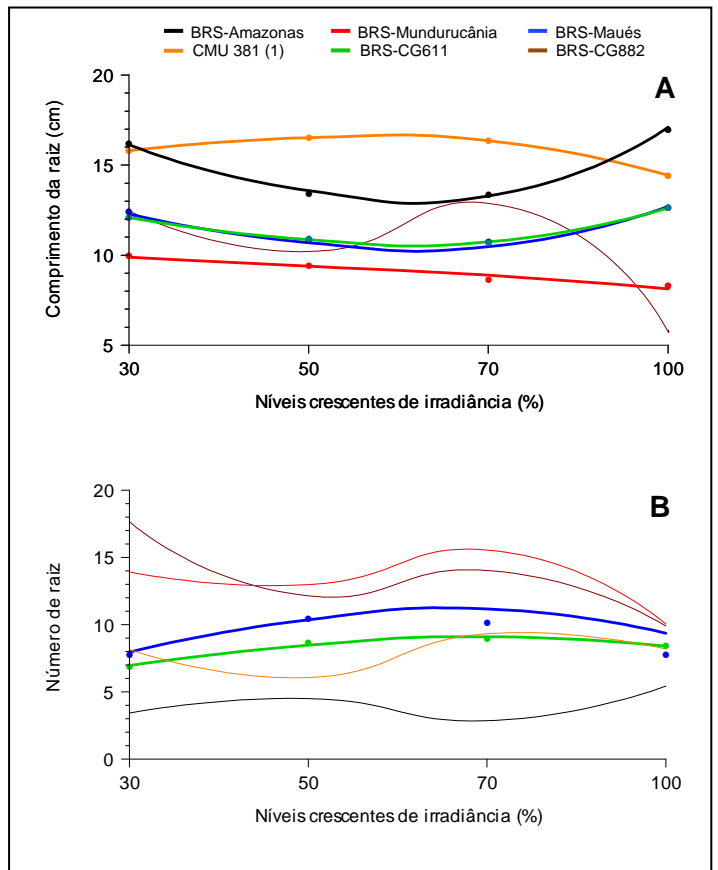 BRS-Amazonas BRS-Mundurucânia BRS-Maués
CMU 381 (1) BRS-CG611 BRS-CG882
A
20
15
10
5
Comprimento da raiz (cm)
30 50 70 100
Níveis crescentes de irradiância (%)
B
20
15
10
5
0
Número de raiz
30 50 70 100
Níveis crescentes de irradiância (%)